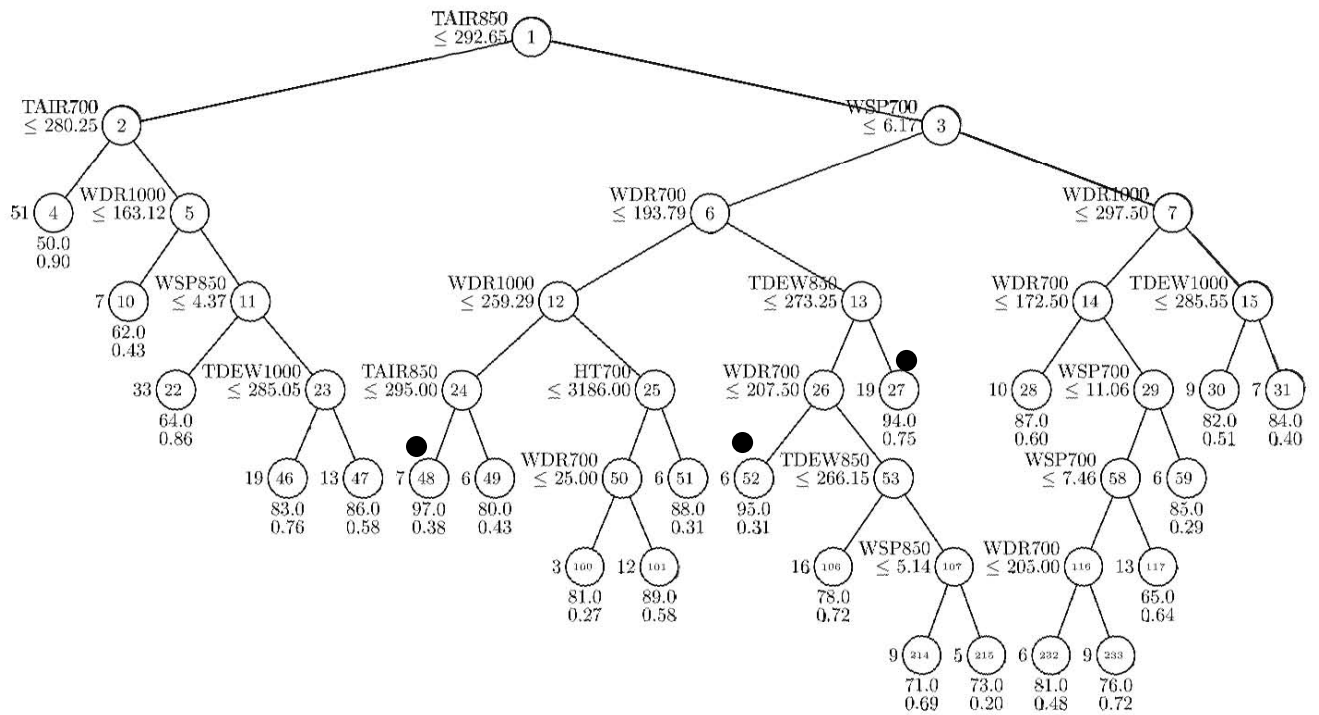 TAIR850
≤ 292.65 1
TAIR700
≤ 280.25 2
WSP700
≤ 6.17 3
51 4
50.0
0.90
WDR1000
≤ 163.12 5
WDR700
≤ 193.79 6
WDR1000
≤ 297.50 7
7 10
62.0
0.43
WSP850
≤ 4.37 11
WDR1000
≤ 259.29 12
TDEW850
≤ 273.25 13
WDR700
≤ 172.50 14
TDEW1000
≤ 285.55 15
33 22
64.0
0.86
TDEW1000
≤ 285.05 23
TAIR850
≤ 295.00 24
HT700
≤ 3186.00 25
WDR700
≤ 207.50 26
19 27
94.0
0.75
10 28
87.0
0.60
WSP700
≤ 11.06 29
9 30
82.0
0.51
7 31
84.0
0.40
19 46
83.0
0.76
13 47
86.0
0.58
7 48
97.0
0.38
6 49
80.0
0.43
WDR700
≤ 25.00 50
6 51
88.0
0.31
6 52
95.0
0.31
TDEW850
≤ 266.15 53
WSP700
≤ 7.46 58
6 59
85.0
0.29
3 100
81.0
0.27
12 101
89.0
0.58
16 106
78.0
0.72
WSP850
≤ 5.14 107
WDR700
≤ 205.00 116
13 117
65.0
0.64
9 214
71.0
0.69
5 215
73.0
0.20
6 232
81.0
0.48
9 233
76.0
0.72